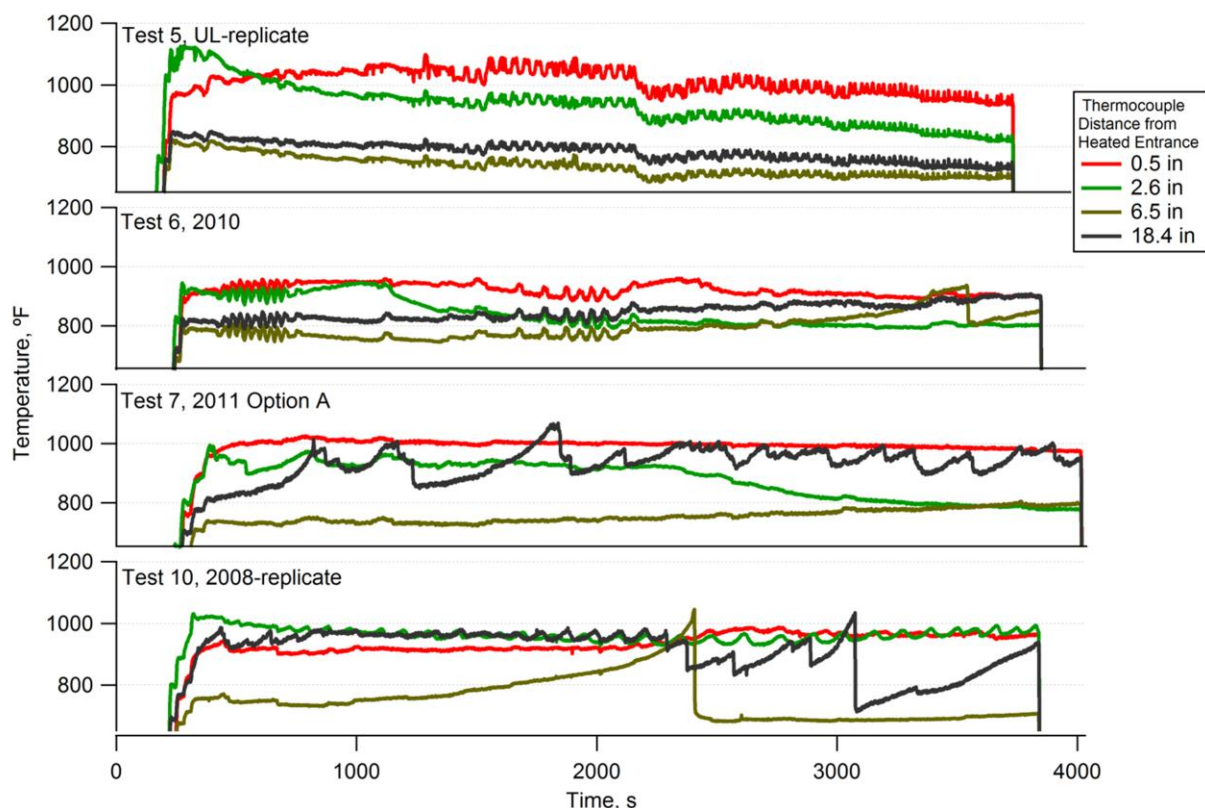 1200
Test 5, UL-replicate
1000
800
Thermocouple
Distance from
Heated Entrance
0.5 in
2.6 in
6.5 in
18.4 in
1200
Test 6, 2010
1000
800
Temperature, ºF
1200
Test 7, 2011 Option A
1000
800
1200
Test 10, 2008-replicate
1000
800
0 1000 2000 3000 4000
Time, s